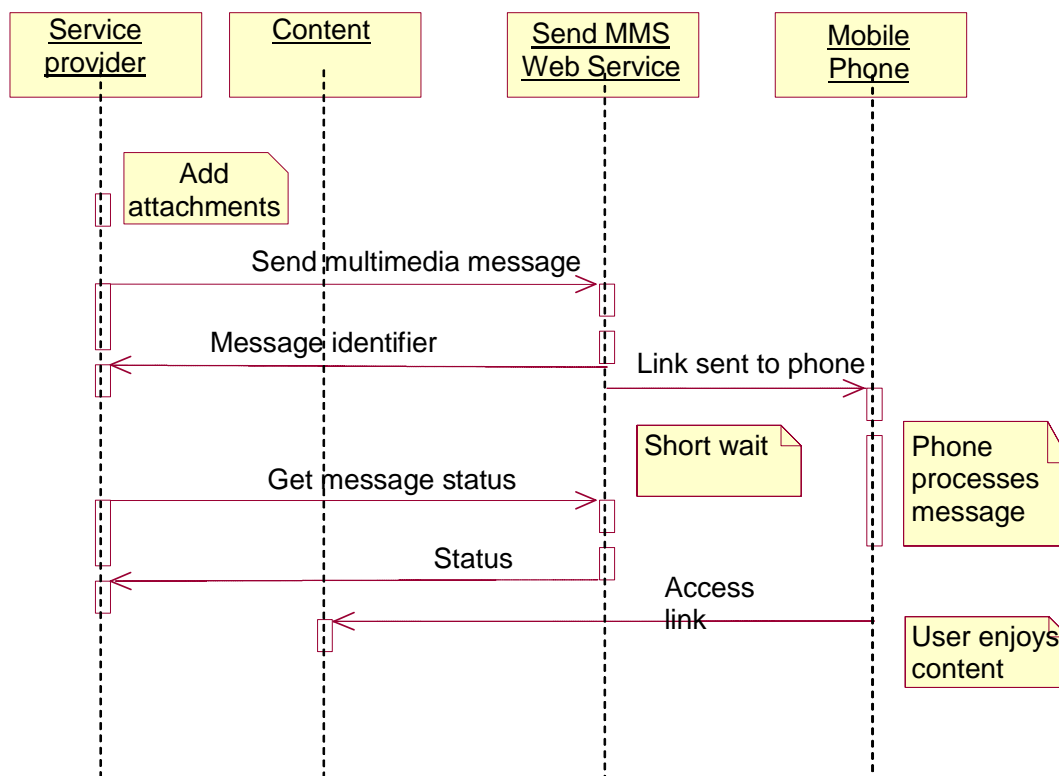 Service
provider
Content
Send MMS
Web Service
Mobile
Phone
Add
attachments
Send multimedia message
Message identifier
Link sent to phone
Short wait
Phone
processes
message
Get message status
Status
Access
link
User enjoys
content